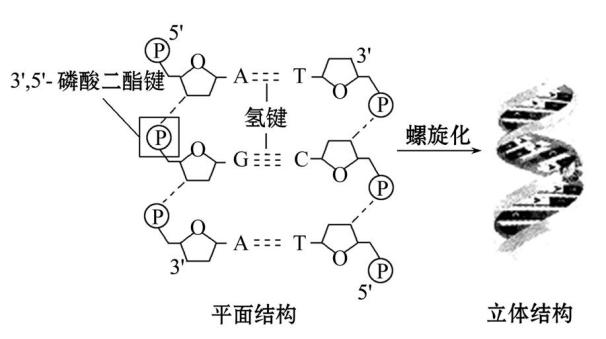 5'
P O A T O 3'
3',5'-磷酸二酯键
氢键
P
P O G C O
螺旋化
P
P O A T O
3'
P
5'
平面结构
立体结构